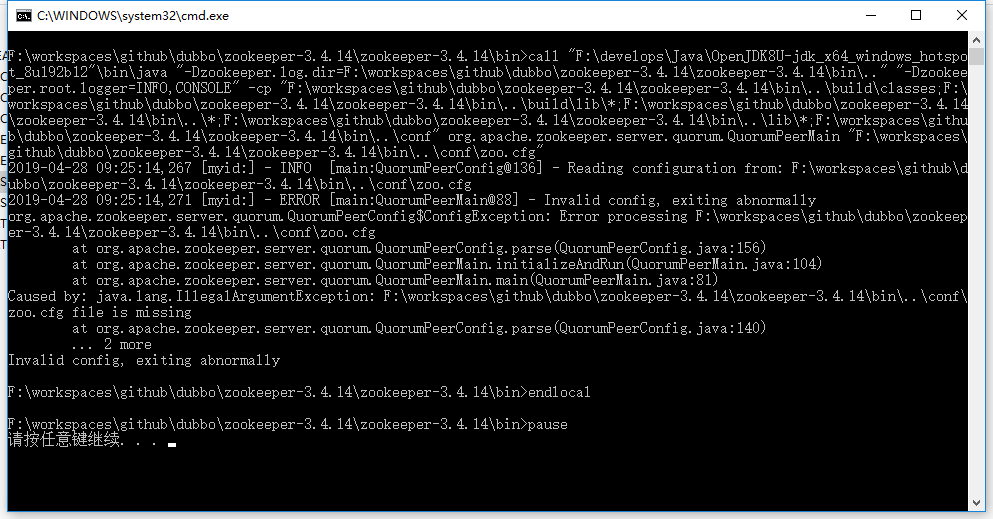 C:\WINDOWS\system32\cmd.exe
F:\workspaces\github\dubbo\zookeeper-3.4.14\zookeeper-3.4.14\bin>call "F:\develops\Java\OpenJDK8U-jdk_x64_windows_hotspo
t_8u192b12"\bin\java "-Dzookeeper.log.dir=F:\workspaces\github\dubbo\zookeeper-3.4.14\zookeeper-3.4.14\bin\.." "-Dzookee
per.root.logger=INFO,CONSOLE" -cp "F:\workspaces\github\dubbo\zookeeper-3.4.14\zookeeper-3.4.14\bin\..\build\classes;F:\
workspaces\github\dubbo\zookeeper-3.4.14\zookeeper-3.4.14\bin\..\build\lib\*;F:\workspaces\github\dubbo\zookeeper-3.4.14
\zookeeper-3.4.14\bin\..\*;F:\workspaces\github\dubbo\zookeeper-3.4.14\zookeeper-3.4.14\bin\..\lib\*;F:\workspaces\githu
b\dubbo\zookeeper-3.4.14\zookeeper-3.4.14\bin\..\conf" org.apache.zookeeper.server.quorum.QuorumPeerMain "F:\workspaces\
github\dubbo\zookeeper-3.4.14\zookeeper-3.4.14\bin\..\conf\zoo.cfg"
2019-04-28 09:25:14,267 [myid:] - INFO  [main:QuorumPeerConfig@136] - Reading configuration from: F:\workspaces\github\d
ubbo\zookeeper-3.4.14\zookeeper-3.4.14\bin\..\conf\zoo.cfg
2019-04-28 09:25:14,271 [myid:] - ERROR [main:QuorumPeerMain@88] - Invalid config, exiting abnormally
org.apache.zookeeper.server.quorum.QuorumPeerConfig$ConfigException: Error processing F:\workspaces\github\dubbo\zookeep
er-3.4.14\zookeeper-3.4.14\bin\..\conf\zoo.cfg
        at org.apache.zookeeper.server.quorum.QuorumPeerConfig.parse(QuorumPeerConfig.java:156)
        at org.apache.zookeeper.server.quorum.QuorumPeerMain.initializeAndRun(QuorumPeerMain.java:104)
        at org.apache.zookeeper.server.quorum.QuorumPeerMain.main(QuorumPeerMain.java:81)
Caused by: java.lang.IllegalArgumentException: F:\workspaces\github\dubbo\zookeeper-3.4.14\zookeeper-3.4.14\bin\..\conf\
zoo.cfg file is missing
        at org.apache.zookeeper.server.quorum.QuorumPeerConfig.parse(QuorumPeerConfig.java:140)
        ... 2 more
Invalid config, exiting abnormally
F:\workspaces\github\dubbo\zookeeper-3.4.14\zookeeper-3.4.14\bin>endlocal
F:\workspaces\github\dubbo\zookeeper-3.4.14\zookeeper-3.4.14\bin>pause
请按任意键继续. . .